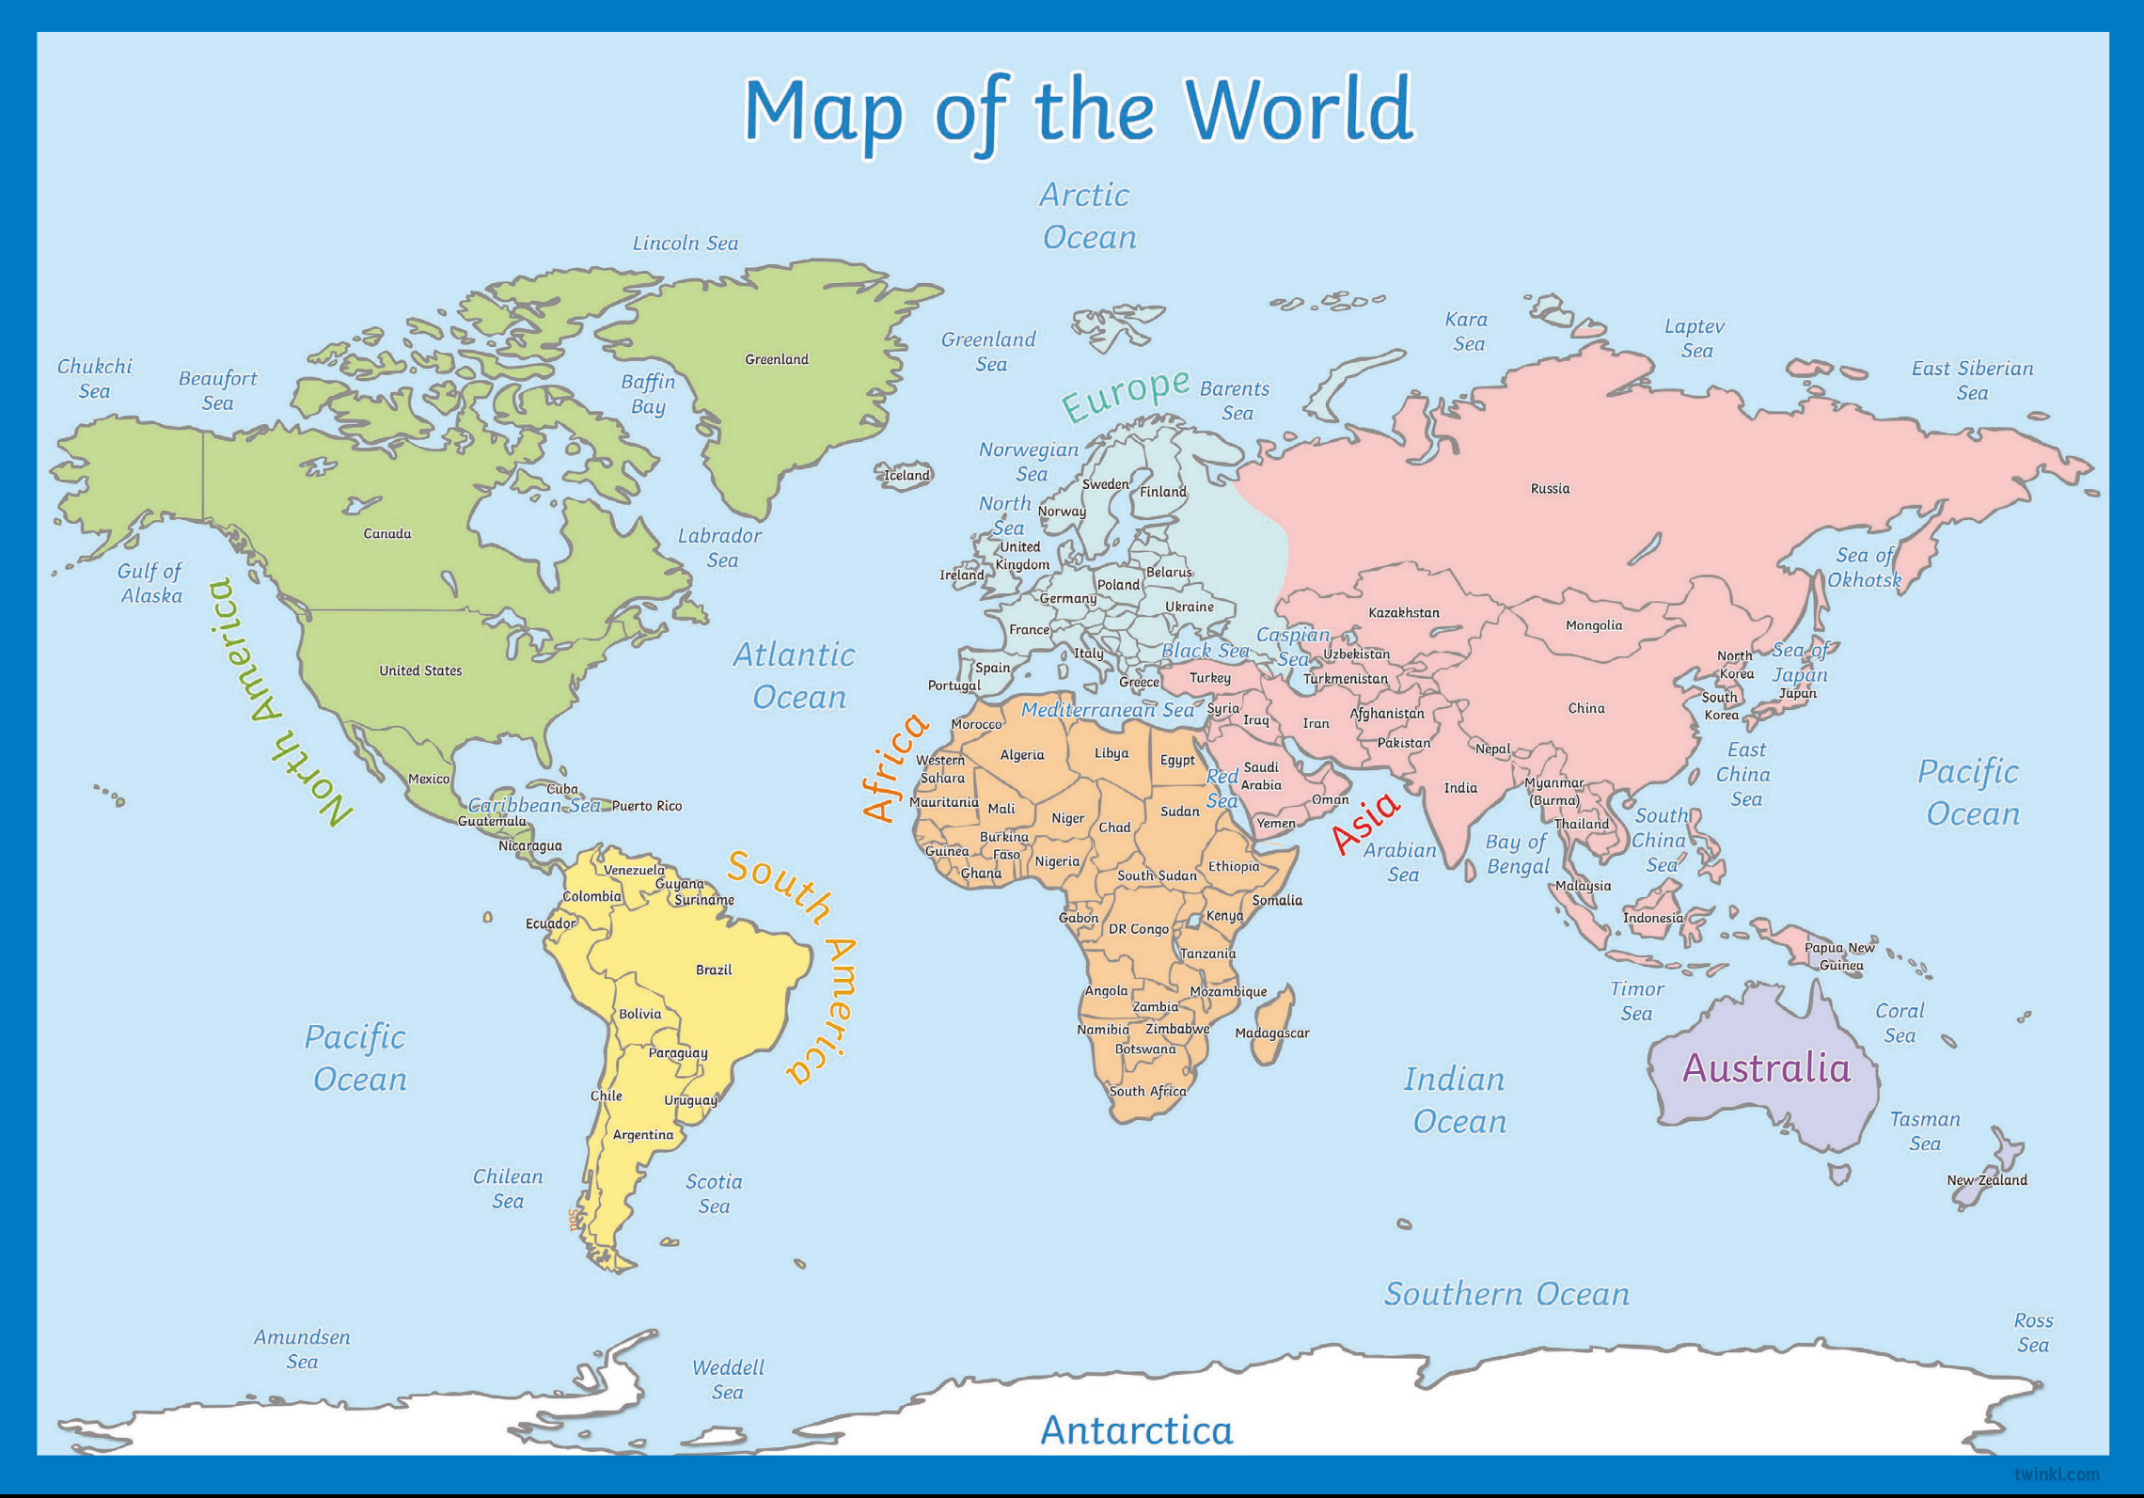 Map of the World
Arctic
Ocean
Lincoln Sea
Greenland
Sea
Kara
Sea
Laptev
Sea
East Siberian
Sea
Chukchi
Sea
Beaufort
Sea
Baffin
Bay
Greenland
Europe
Barents
Sea
Norwegian
Sea
Iceland
North
Sea
Sweden
Finland
Norway
Russia
Canada
Labrador
Sea
Gulf of
Alaska
United
Kingdom
Ireland
Poland
Belarus
Germany
Ukraine
France
Sea of
Okhotsk
Kazakhstan
Mongolia
North America
United States
Atlantic
Ocean
Italy
Black Sea
Caspian
Sea
Uzbekistan
Turkmenistan
Spain
Portugal
Greece
Turkey
North
Korea
Sea of
Japan
South
Korea
Japan
China
Mediterranean Sea
Syria
Iraq
Iran
Afghanistan
Pakistan
Nepal
Africa
Morocco
Algeria
Libya
Egypt
Western
Sahara
Saudi
Arabia
Red
Sea
Oman
Yemen
Asia
India
Myanmar
(Burma)
Thailand
East
China
Sea
Pacific
Ocean
Mexico
Cuba
Caribbean Sea
Puerto Rico
Guatemala
Nicaragua
Mauritania
Mali
Niger
Chad
Sudan
Burkina
Faso
Guinea
Ghana
Nigeria
South Sudan
Ethiopia
Somalia
Arabian
Sea
Bay of
Bengal
South
China
Sea
Malaysia
Indonesia
South America
Venezuela
Guyana
Suriname
Colombia
Ecuador
Brazil
Bolivia
Paraguay
Chile
Uruguay
Argentina
Gabon
DR Congo
Kenya
Tanzania
Angola
Zambia
Mozambique
Namibia
Zimbabwe
Botswana
Madagascar
South Africa
Papua New
Guinea
Timor
Sea
Coral
Sea
Pacific
Ocean
Indian
Ocean
Australia
Tasman
Sea
New Zealand
Chilean
Sea
Scotia
Sea
Sou
Southern Ocean
Amundsen
Sea
Weddell
Sea
Ross
Sea
Antarctica
twinkl.com